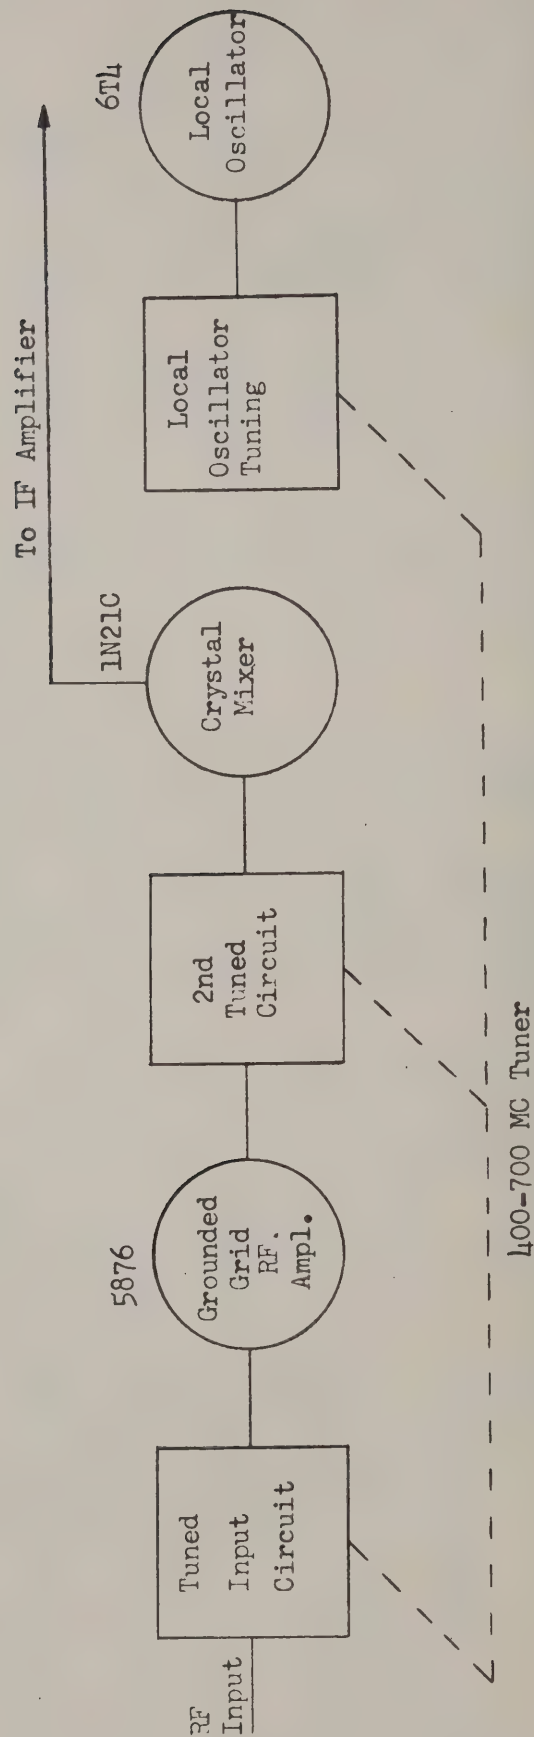 RF
Input
Tuned
Input
Circuit
5876
Grounded
Grid
RF.
Ampl.
2nd
Tuned
Circuit
1N21C
Crystal
Mixer
To IF Amplifier
Local
Oscillator
Tuning
6T4
Local
Oscillator
400-700 MC Tuner